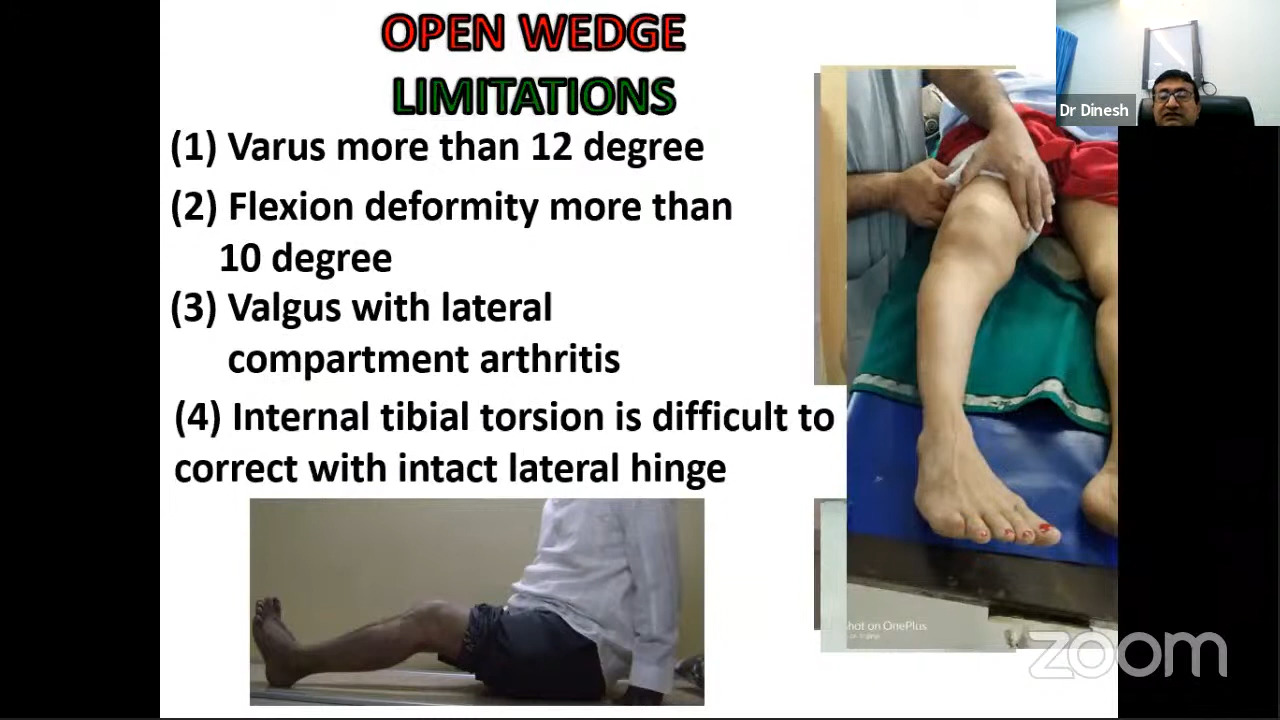 OPEN WEDGE
LIMITATIONS
(1) Varus more than 12 degree
(2) Flexion deformity more than
10 degree
(3) Valgus with lateral
compartment arthritis
(4) Internal tibial torsion is difficult to
correct with intact lateral hinge
Dr Dinesh
hot on OnePlus
zoom